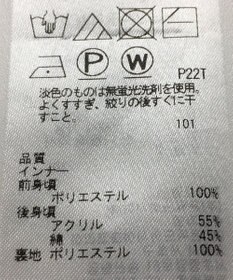 P
W
P22T
淡色のものは無蛍光洗剤を使用。
よくすすぎ、絞りの後すぐに干
すこと。
101
品質
インナー
前身頃
ポリエステル 100%
後身頃
アクリル 55%
綿 45%
裏地 ポリエステル 100%